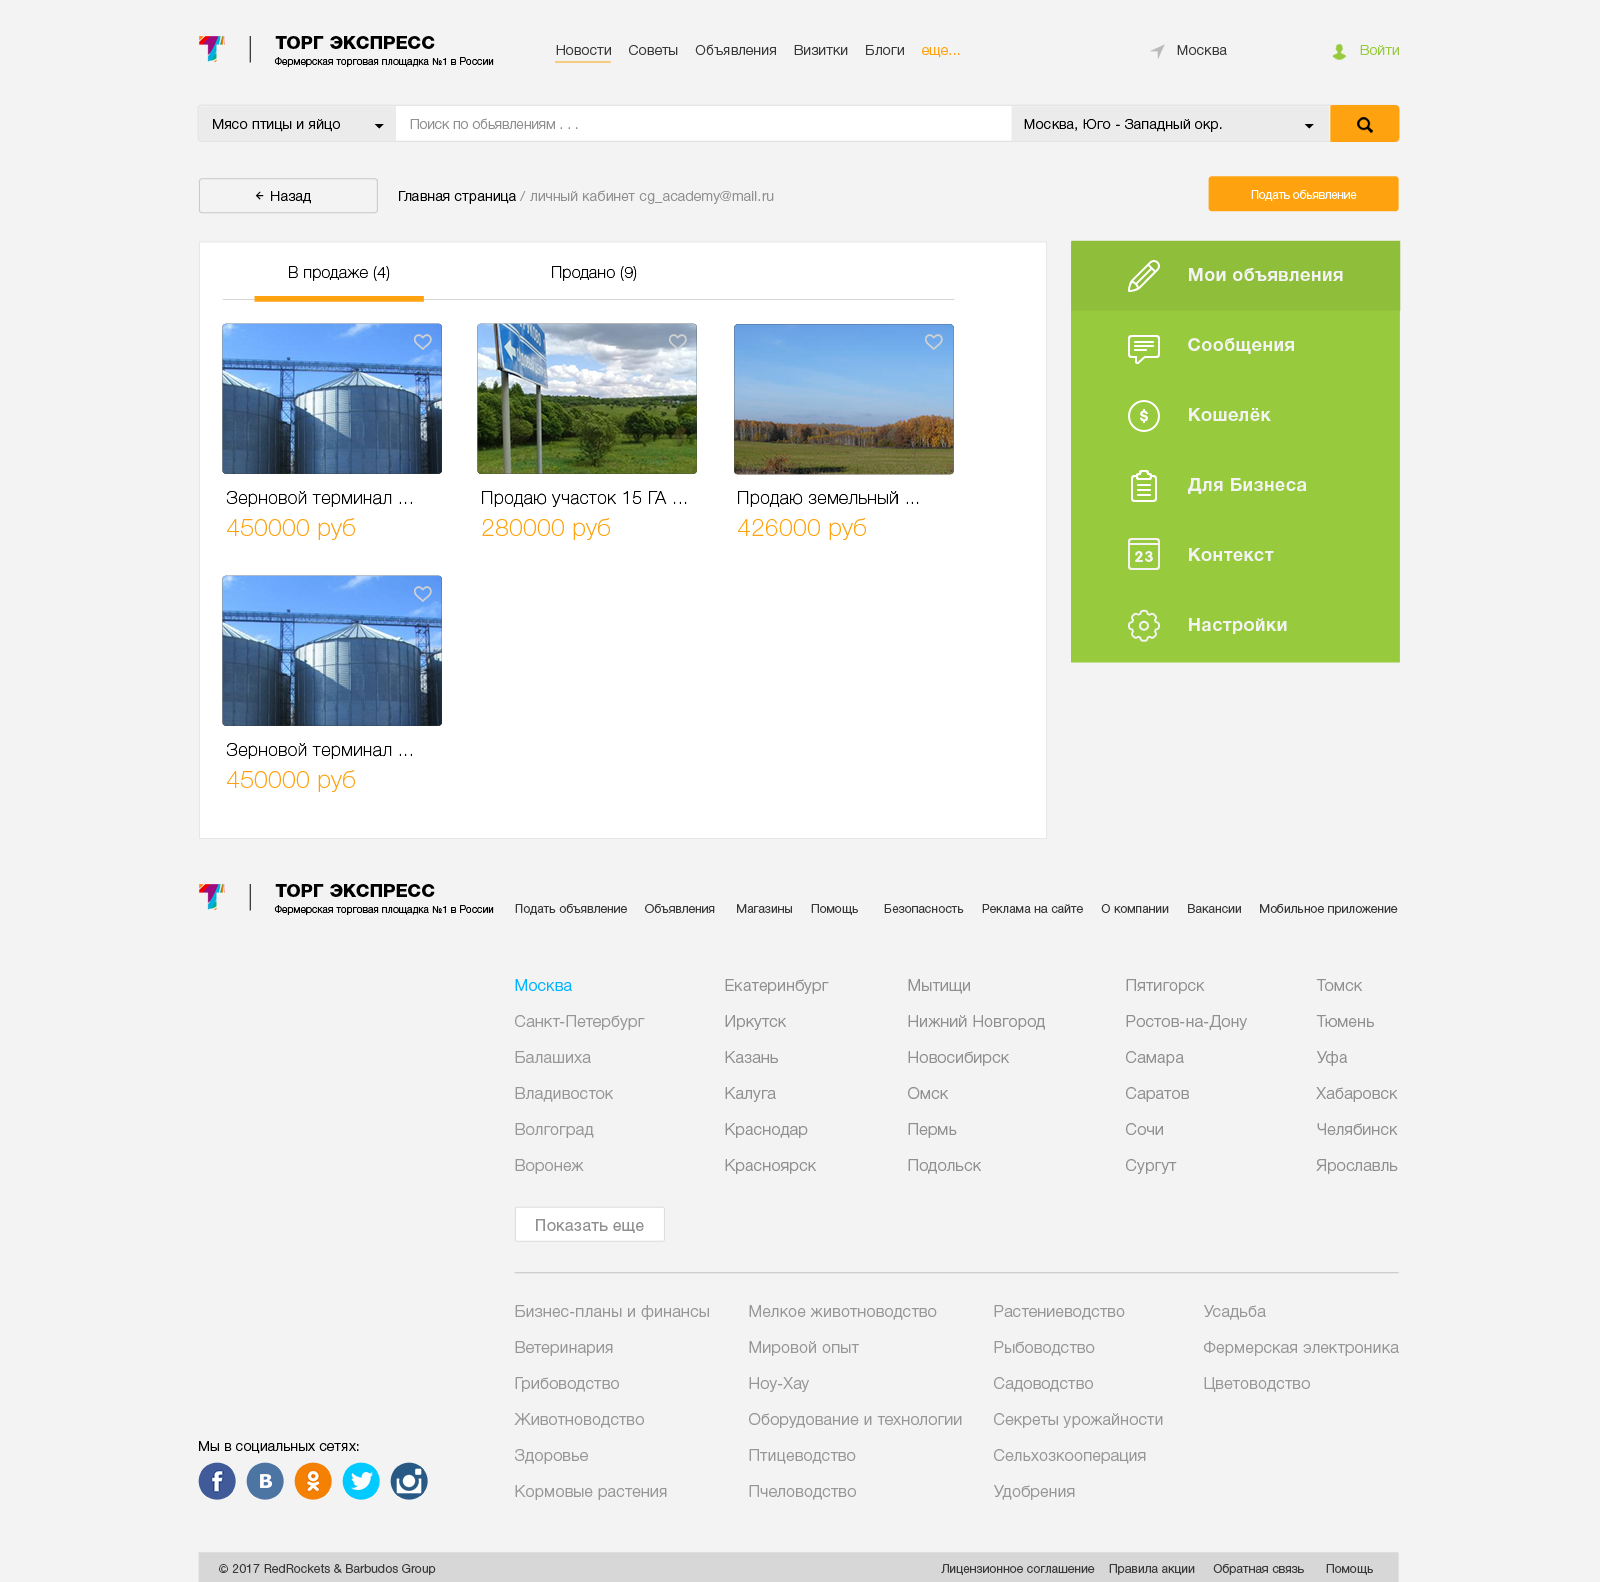 ТОРГ ЭКСПРЕСС
Фермерская торговая площадка №1 в России
Новости Советы Объявления Визитки Блоги еще...
Москва
Войти
Мясо птицы и яйцо
Поиск по обьявлениям . . .
Москва, Юго - Западный окр.
Назад
Главная страница / личный кабинет cg_academy@mall.ru
Подать обьявление
В продаже (4)
Продано (9)
Зерновой терминал ...
450000 руб
Продаю участок 15 ГА ...
280000 руб
Продаю земельный ...
426000 руб
Зерновой терминал ...
450000 руб
Мои объявления
Сообщения
$
Кошелёк
Для Бизнеса
23
Контекст
Настройки
ТОРГ ЭКСПРЕСС
Фермерская торговая площадка №1 в России
Подать объявление Объявления Магазины Помощь Безопасность Реклама на сайте О компании Вакансии Мобильное приложение
Москва Екатеринбург Мытищи Пятигорск Томск
Санкт-Петербург Иркутск Нижний Новгород Ростов-на-Дону Тюмень
Балашиха Казань Новосибирск Самара Уфа
Владивосток Калуга Омск Саратов Хабаровск
Волгоград Краснодар Пермь Сочи Челябинск
Воронеж Красноярск Подольск Сургут Ярославль
Показать еще
Бизнес-планы и финансы Мелкое животноводство Растениеводство Усадьба
Ветеринария Мировой опыт Рыбоводство Фермерская электроника
Грибоводство Ноу-Хау Садоводство Цветоводство
Животноводство Оборудование и технологии Секреты урожайности
Здоровье Птицеводство Сельхозкооперация
Кормовые растения Пчеловодство Удобрения
Мы в социальных сетях:
© 2017 RedRockets & Barbudos Group
Лицензионное соглашение Правила акции Обратная связь Помощь